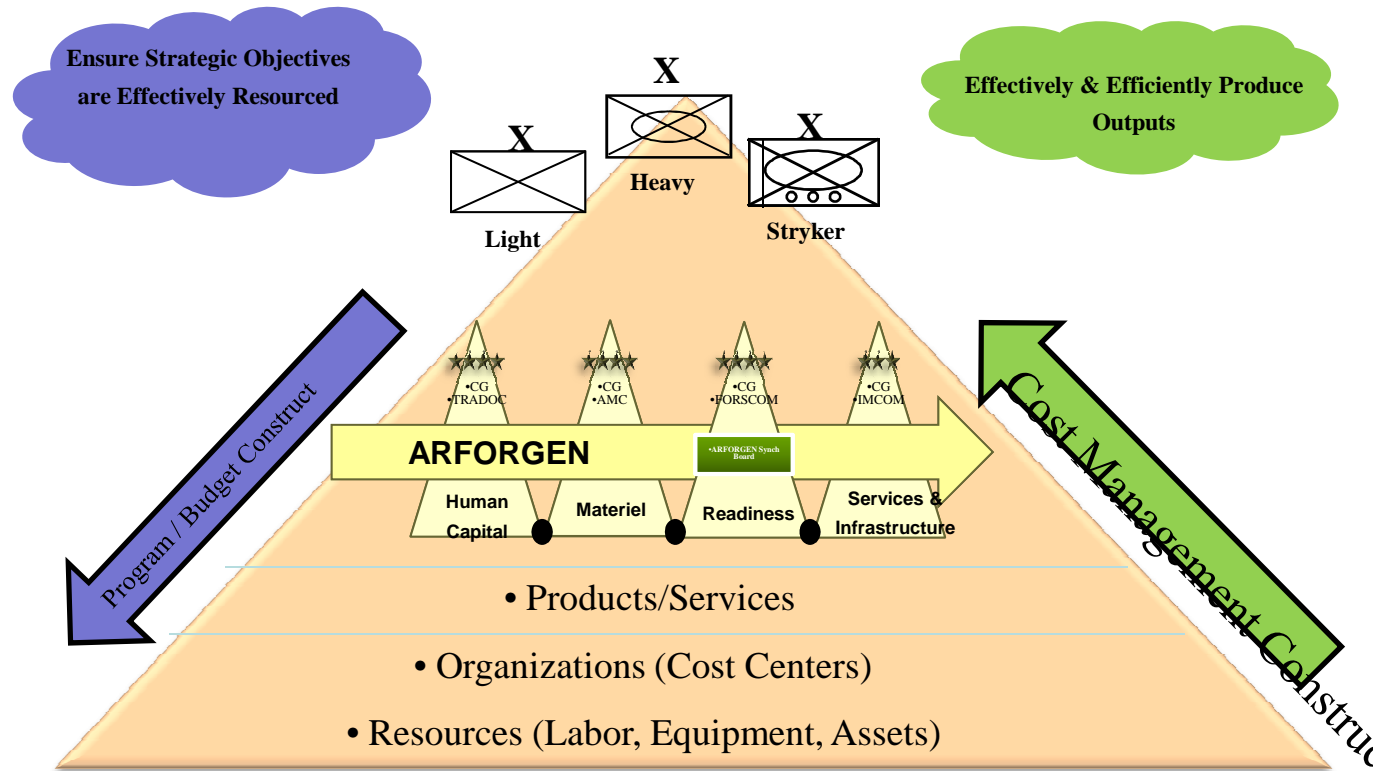 Ensure Strategic Objectives
are Effectively Resourced
Effectively & Efficiently Produce
Outputs
X
X
X
Heavy
Light
Stryker
Program / Budget Construct
Cost Management Construc
•CG
•TRADOC
•CG
•AMC
•CG
•FORSCOM
•CG
•IMCOM
ARFORGEN
•ARFORGEN Synch
Board
Human
Capital
Materiel
Readiness
Services &
Infrastructure
• Products/Services
• Organizations (Cost Centers)
• Resources (Labor, Equipment, Assets)